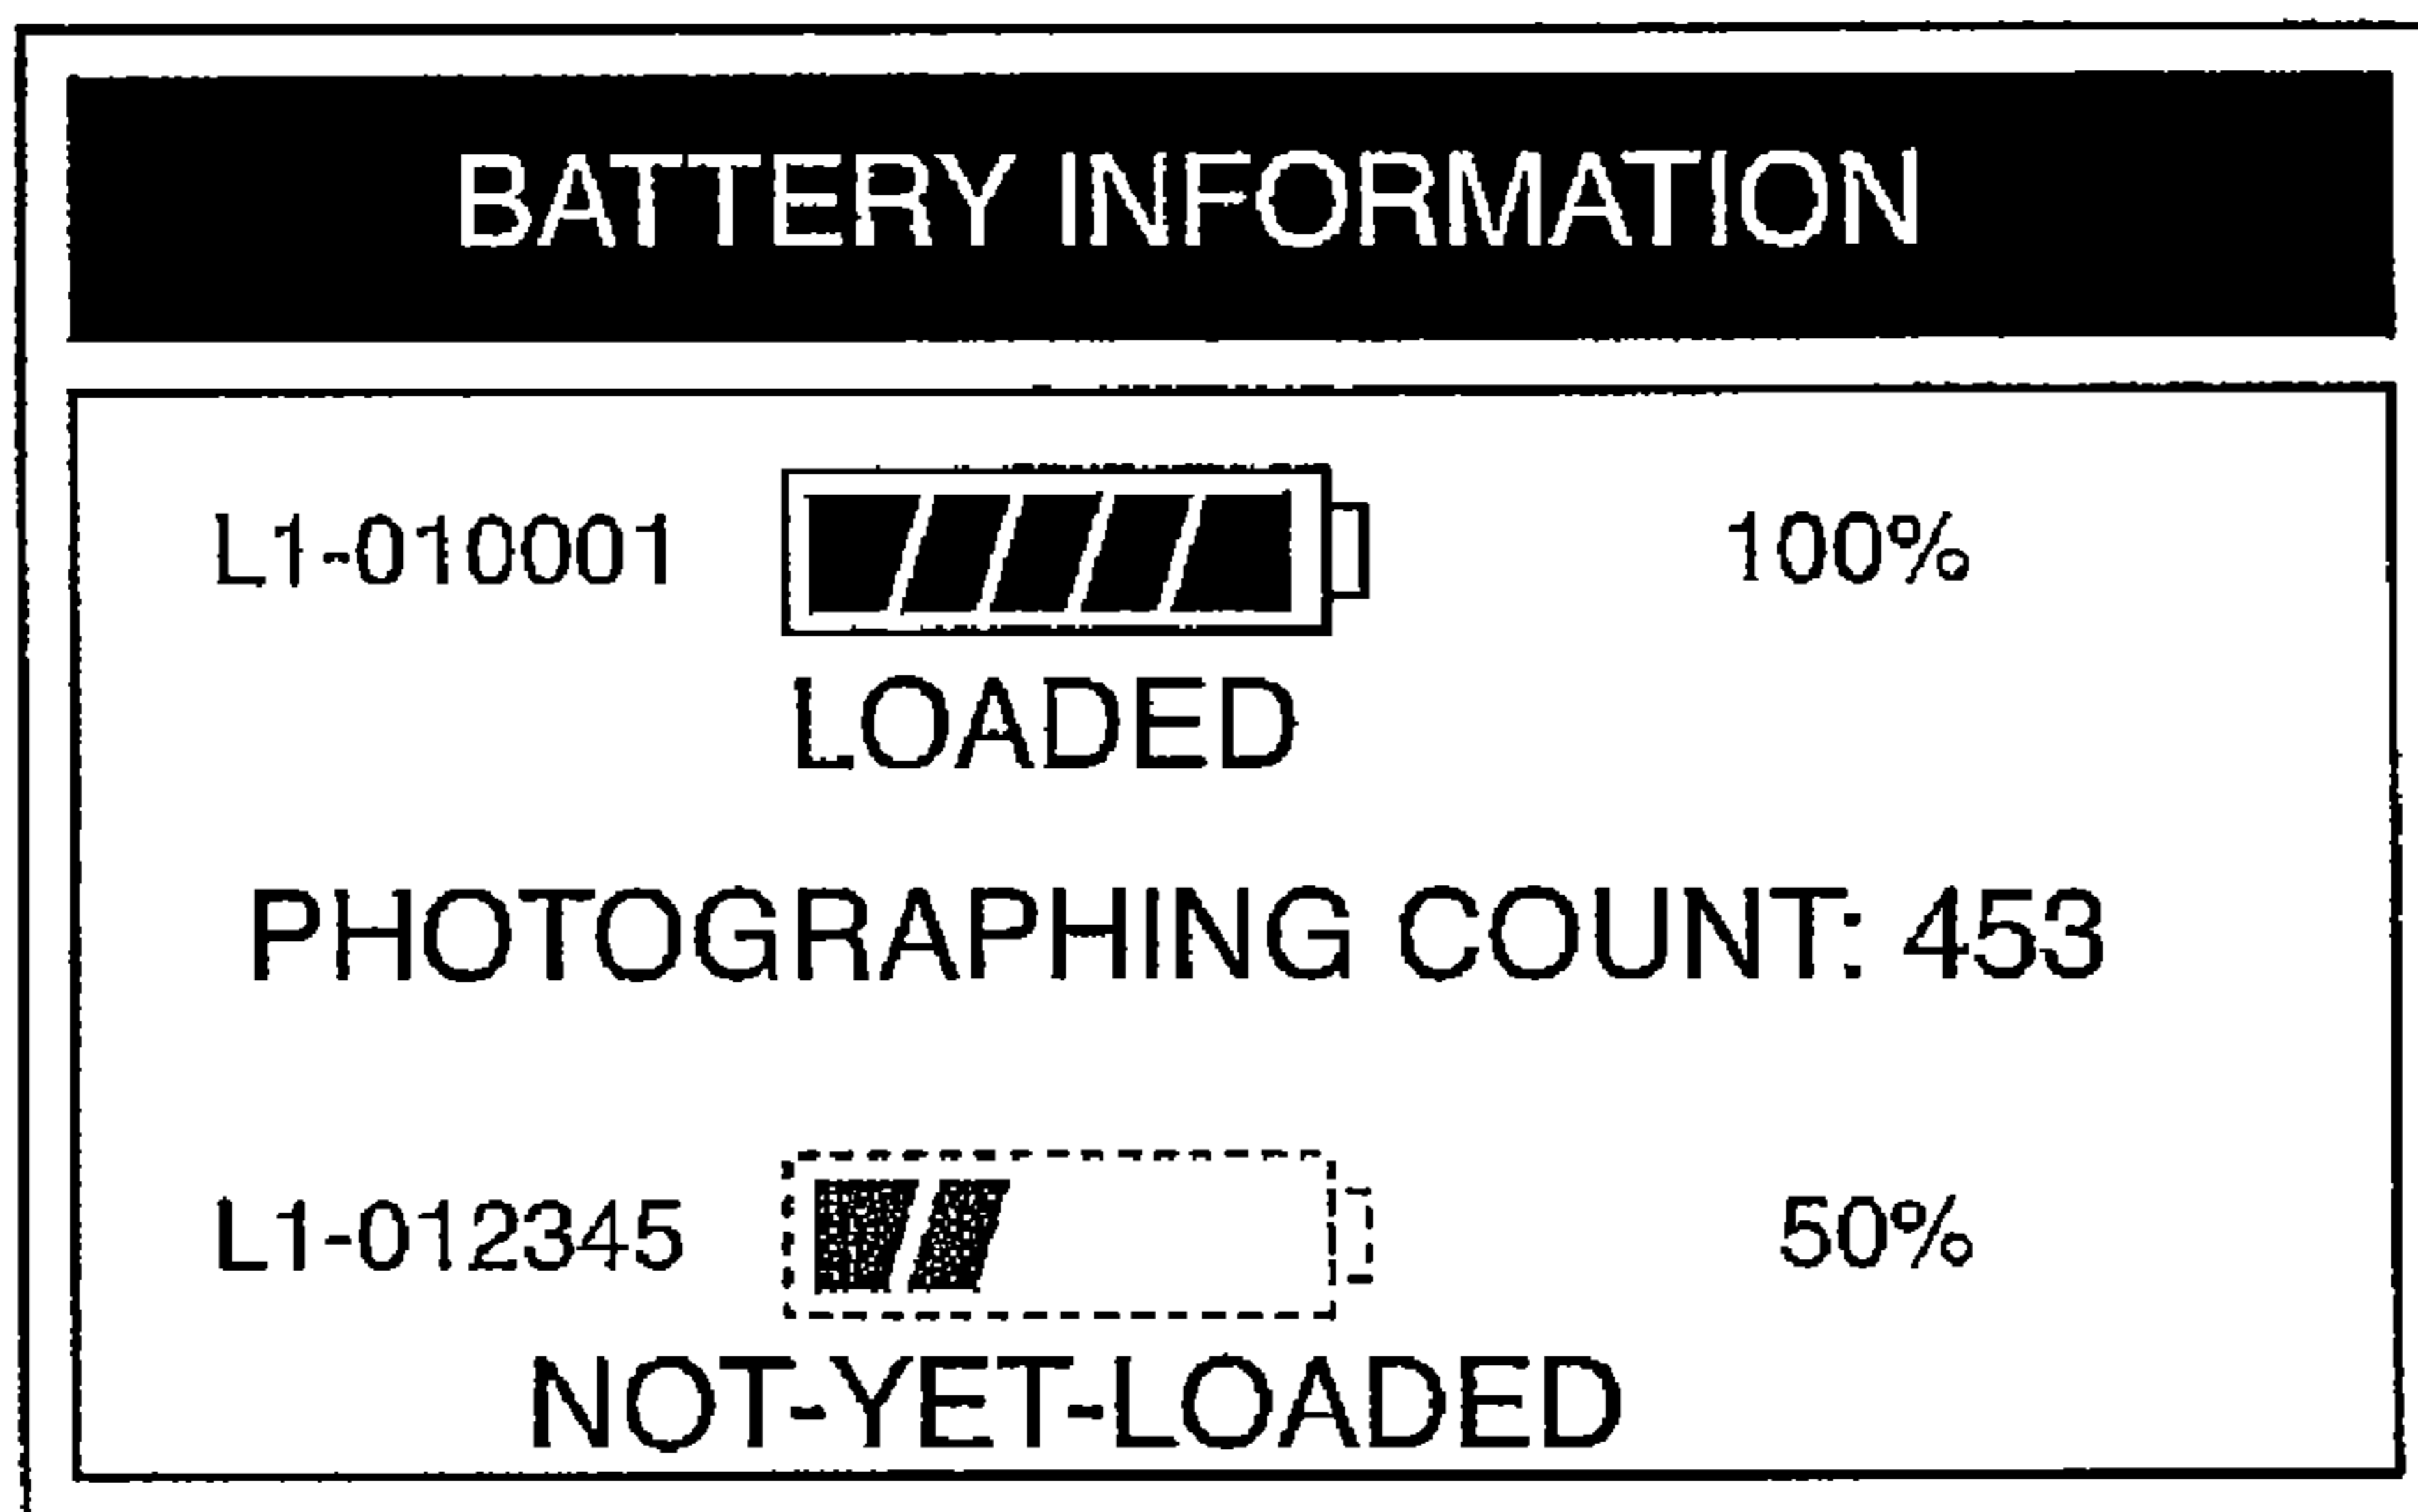 BATTERY INFORMATION
L1-010001 100%
LOADED
PHOTOGRAPHING COUNT: 453
L1-012345 50%
NOT-YET-LOADED